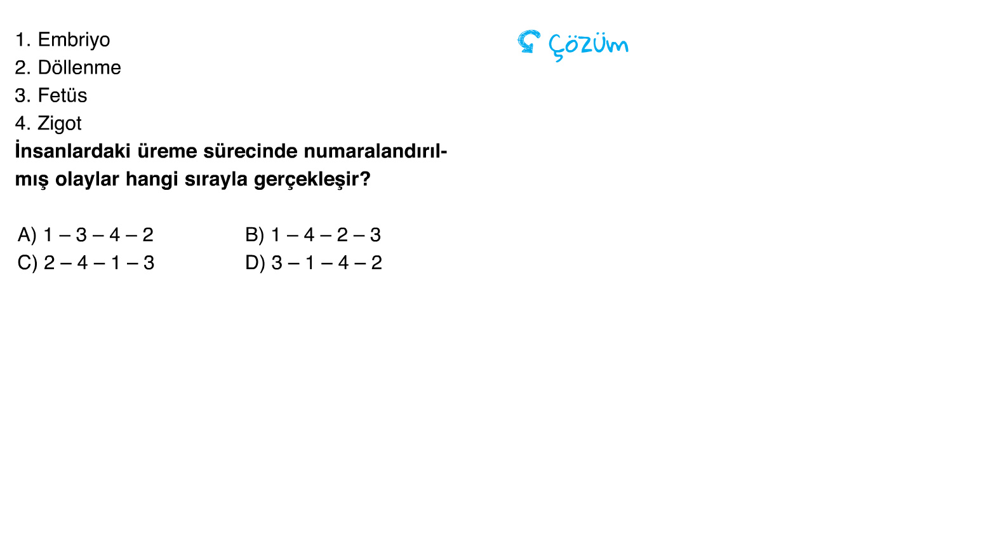 1. Embriyo
2. Döllenme
3. Fetüs
4. Zigot
İnsanlardaki üreme sürecinde numaralandırıl-
mış olaylar hangi sırayla gerçekleşir?
A) 1 – 3 – 4 – 2 B) 1 – 4 – 2 – 3
C) 2 – 4 – 1 – 3 D) 3 – 1 – 4 – 2
Çözüm